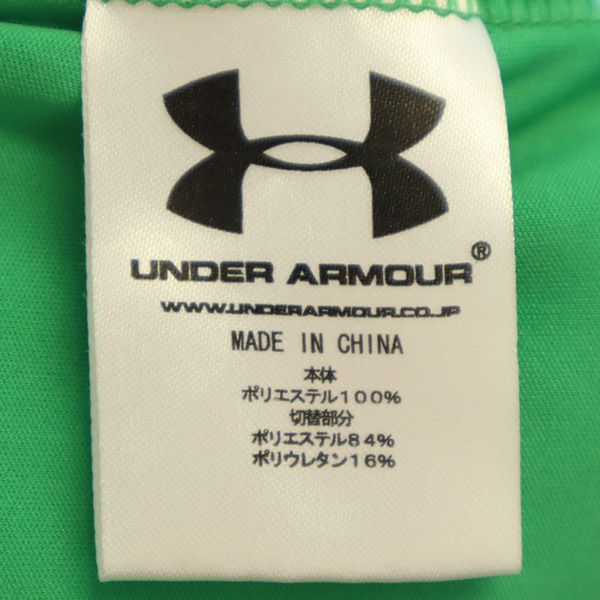 UNDER ARMOUR®
WWW.UNDERARMOUR.CO.JP
MADE IN CHINA
本体
ポリエステル100%
切替部分
ポリエステル84%
ポリウレタン16%